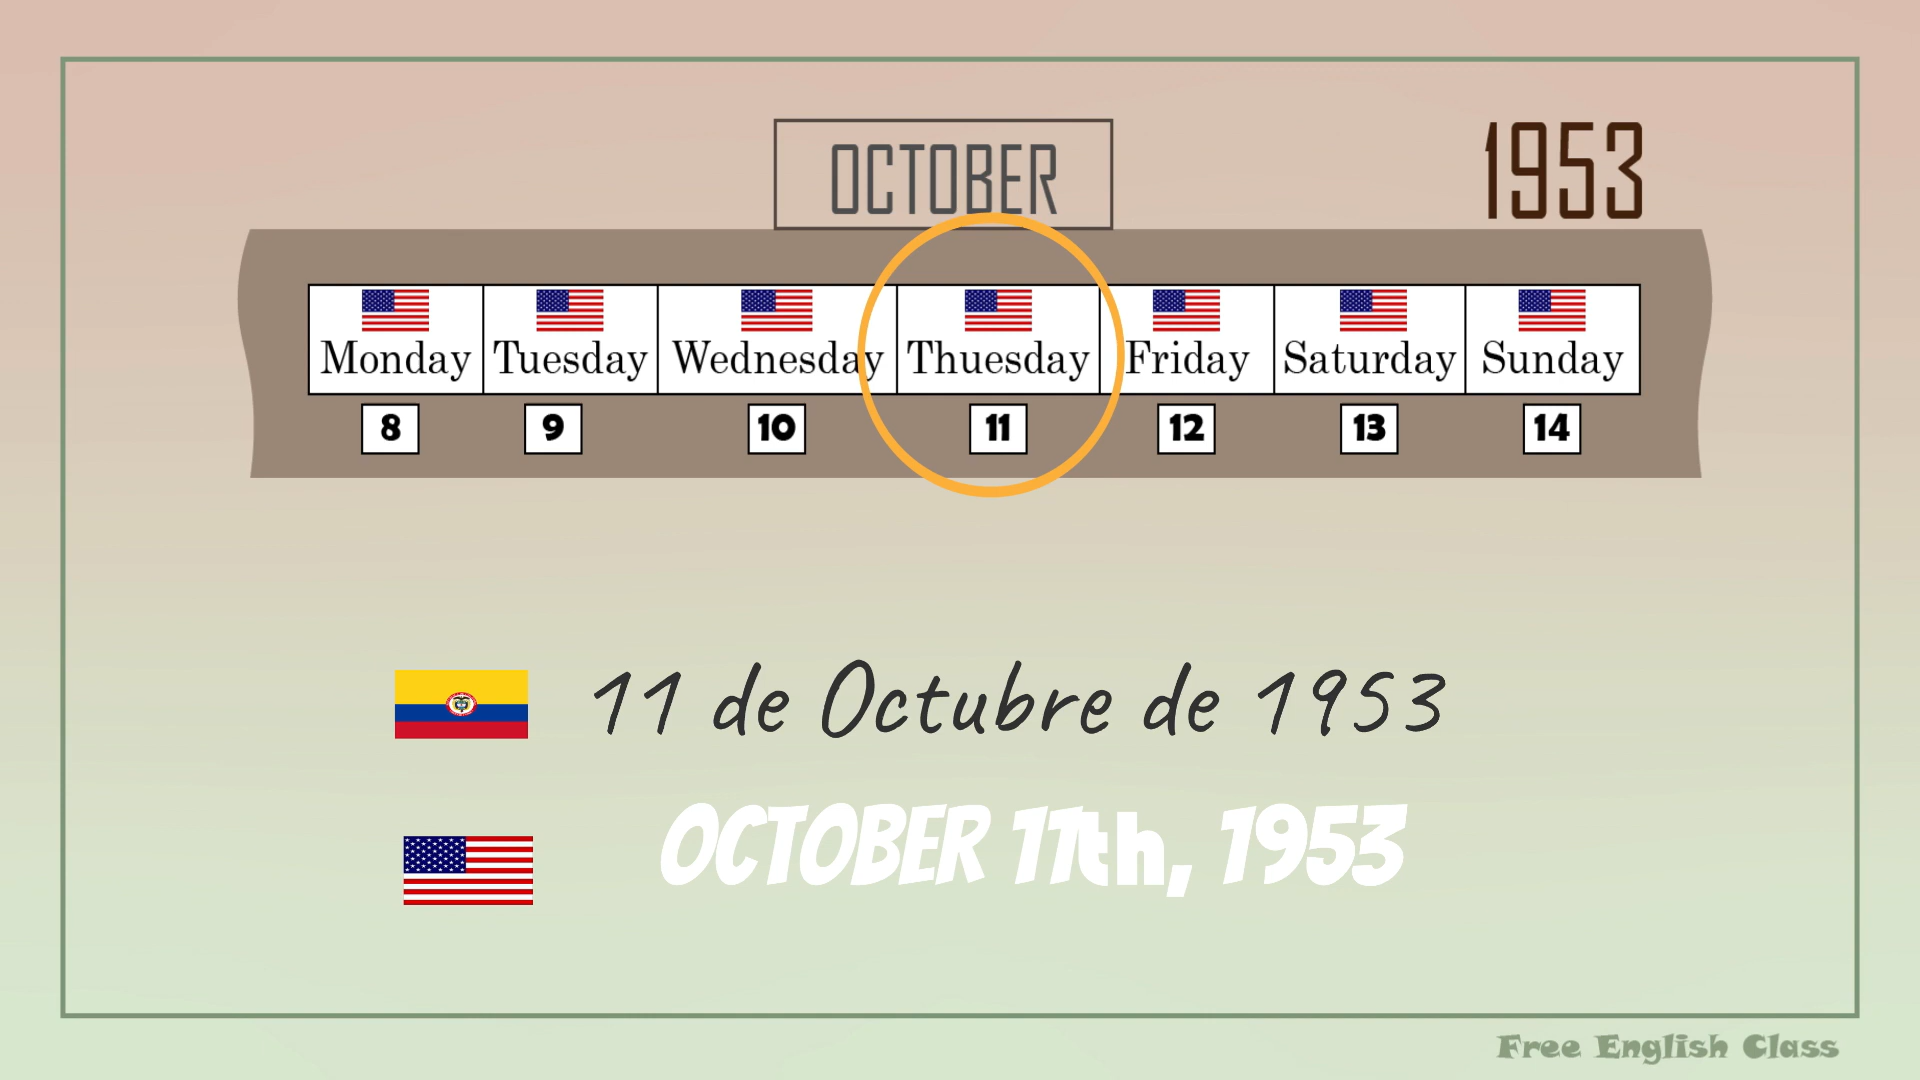 OCTOBER
1953
Monday Tuesday Wednesday Thuesday Friday Saturday Sunday
8 9 10 11 12 13 14
11 de Octubre de 1953
OCTOBER 11th, 1953
Free English Class